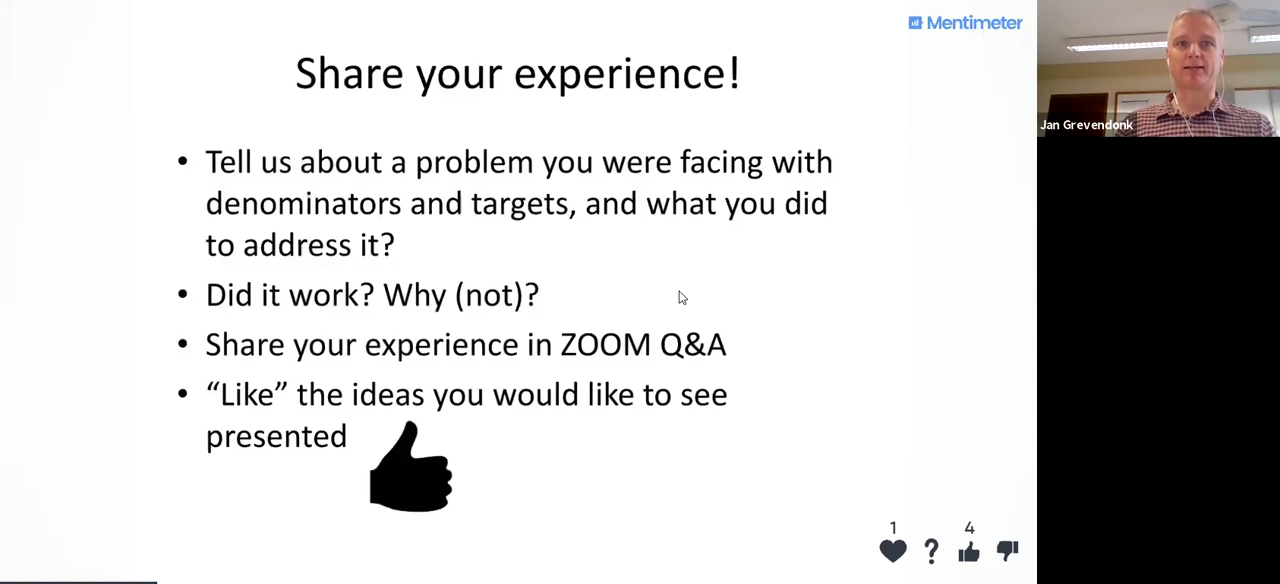 Mentimeter
Share your experience!
Jan Grevendonk
• Tell us about a problem you were facing with
denominators and targets, and what you did
to address it?
• Did it work? Why (not)?
• Share your experience in ZOOM Q&A
• “Like” the ideas you would like to see
presented
1
4